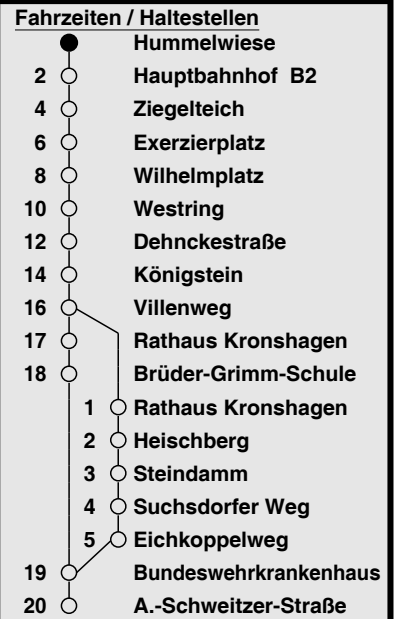 Fahrzeiten / Haltestellen
Hummelwiese
2 Hauptbahnhof B2
4 Ziegelteich
6 Exerzierplatz
8 Wilhelmplatz
10 Westring
12 Dehnckestraße
14 Königstein
16 Villenweg
17 Rathaus Kronshagen
18 Brüder-Grimm-Schule
1 Rathaus Kronshagen
2 Heischberg
3 Steindamm
4 Suchsdorfer Weg
5 Eichkoppelweg
19 Bundeswehrkrankenhaus
20 A.-Schweitzer-Straße